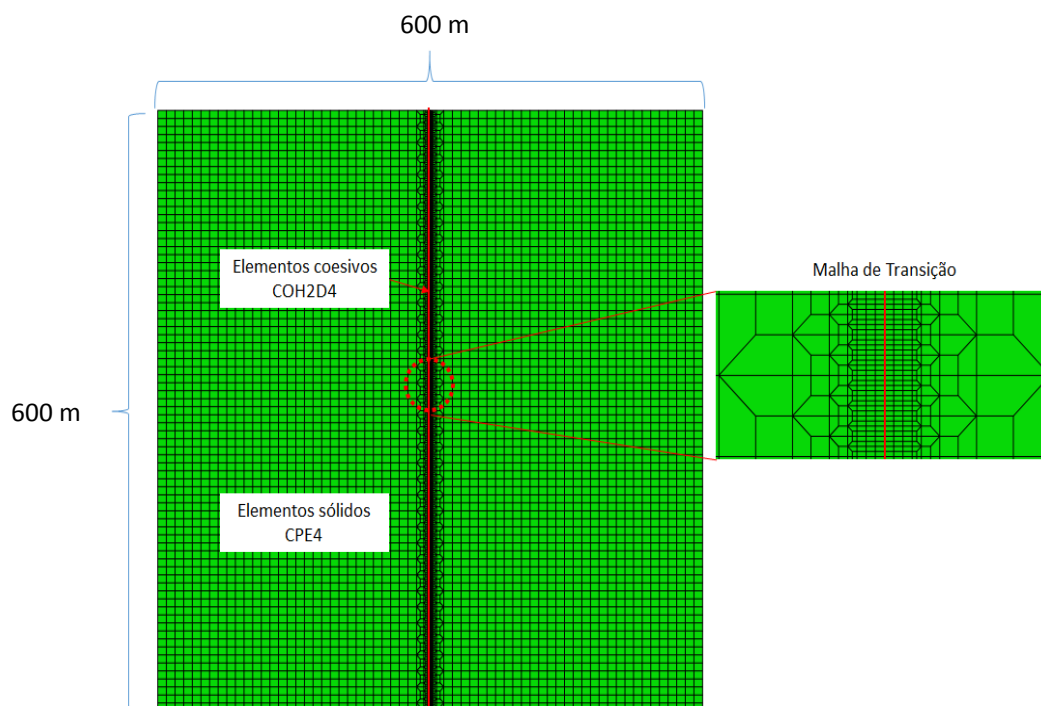 600 m
Elementos coesivos
COH2D4
Malha de Transição
600 m
Elementos sólidos
CPE4